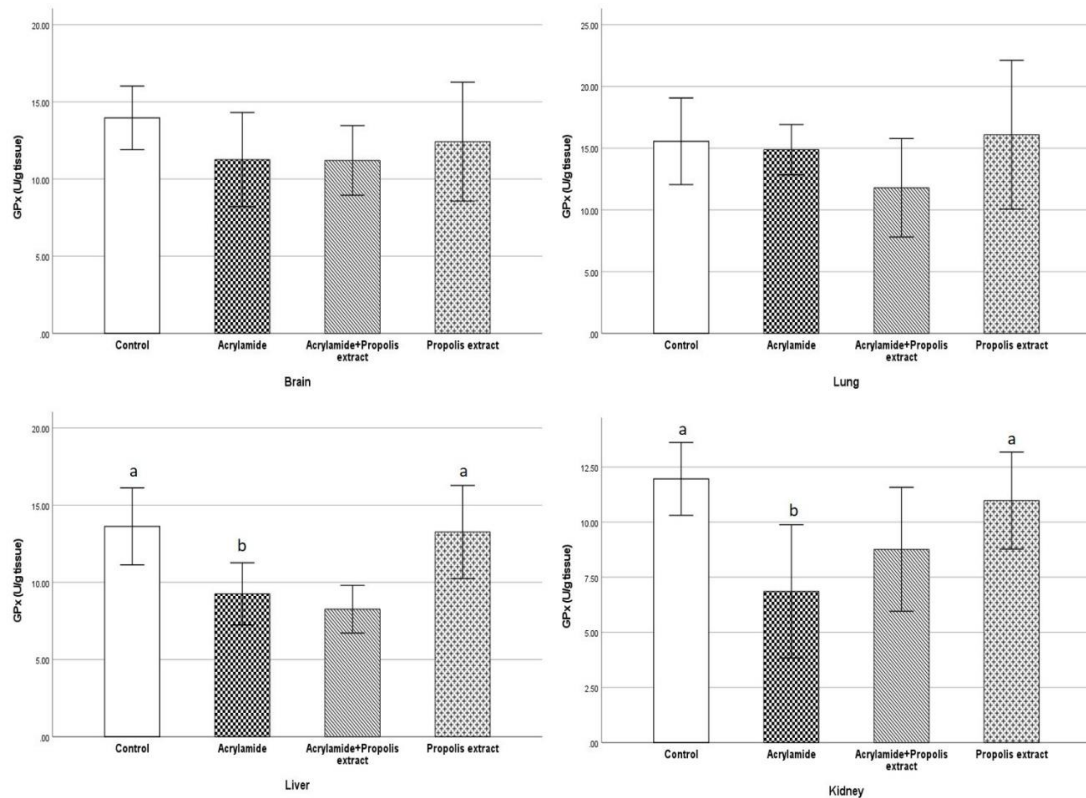 20.00
15.00
10.00
5.00
.00
GPx (U/g tissue)
Control
Acrylamide
Acrylamide+Propolis
extract
Propolis extract
Brain
25.00
20.00
15.00
10.00
5.00
.00
GPx (U/g tissue)
Control
Acrylamide
Acrylamide+Propolis
extract
Propolis extract
Lung
20.00
15.00
10.00
5.00
.00
GPx (U/g tissue)
a
b
a
Control
Acrylamide
Acrylamide+Propolis
extract
Propolis extract
Liver
12.50
10.00
7.50
5.00
2.50
.00
GPx (U/g tissue)
a
b
a
Control
Acrylamide
Acrylamide+Propolis
extract
Propolis extract
Kidney